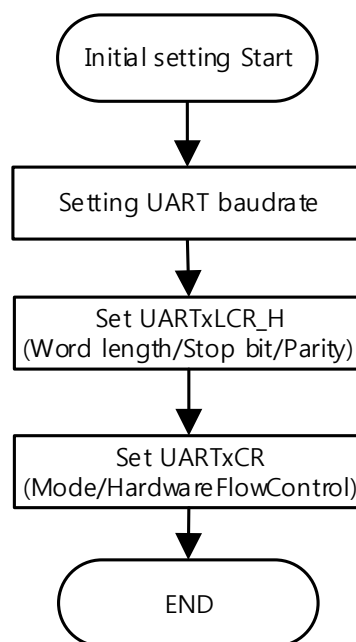 Initial setting Start
Setting UART baudrate
Set UARTxLCR_H
(Word length/Stop bit/Parity)
Set UARTxCR
(Mode/HardwareFlowControl)
END